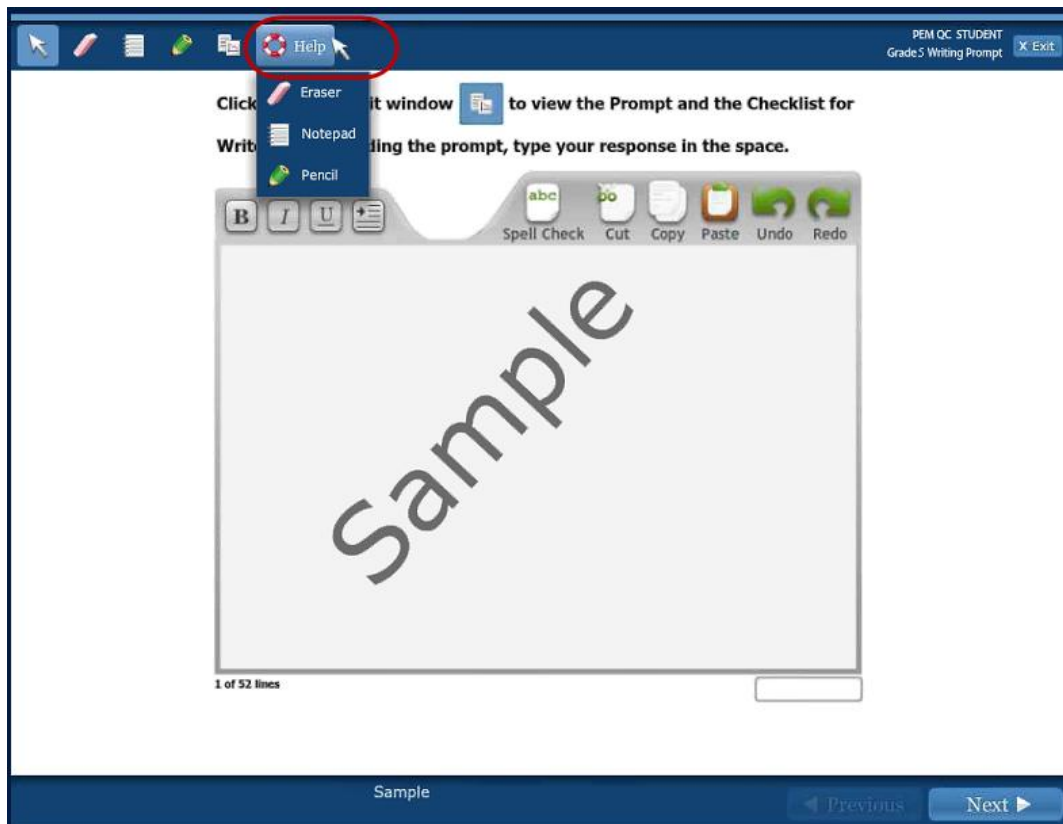 Help
PEM QC STUDENT
Grade 5 Writing Prompt
X Exit
Eraser
Notepad
Pencil
Click it window to view the Prompt and the Checklist for
Write ding the prompt, type your response in the space.
B I U
abc
Spell Check Cut Copy Paste Undo Redo
Sample
1 of 52 lines
Sample
Previous
Next